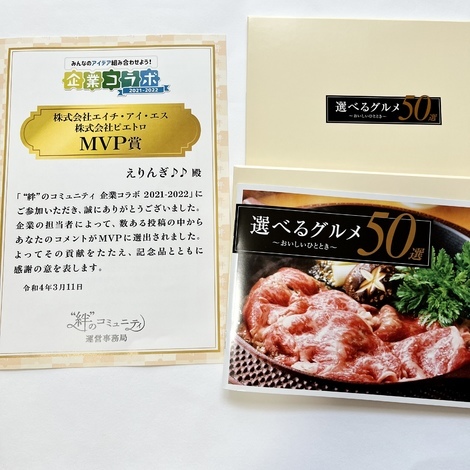 みんなのアイデア組み合わせよう!
企業コラボ
2021-2022
株式会社エイチ・アイ・エス
株式会社ピエトロ
MVP賞
えりんぎ♪♪ 殿
「“絆”のコミュニティ 企業コラボ 2021-2022」に
ご参加いただき、誠にありがとうございました。
企業の担当者によって、数ある投稿の中から
あなたのコメントがMVPに選出されました。
よってその貢献をたたえ、記念品とともに
感謝の意を表します。
令和4年3月11日
“絆”のコミュニティ
運営事務局
選べるグルメ50選
〜おいしいひととき〜
選べるグルメ50選
〜おいしいひととき〜